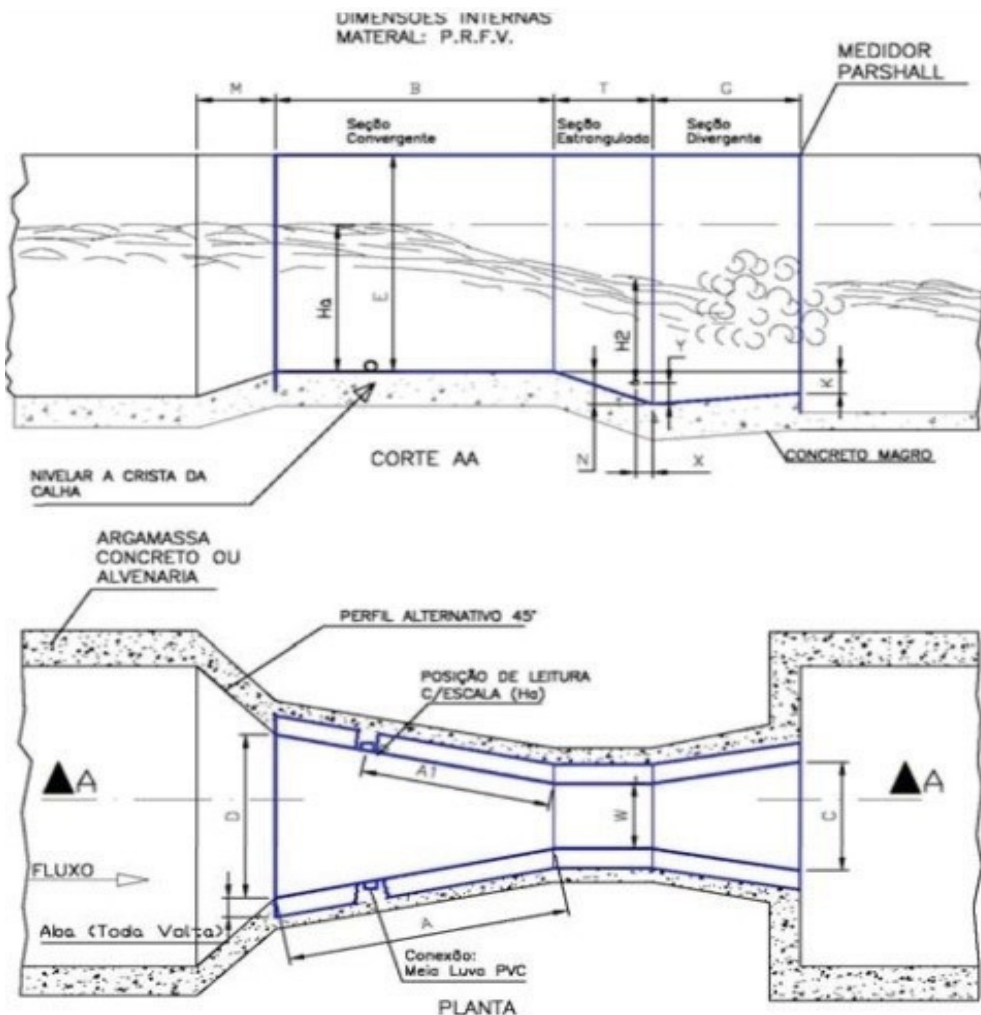 DIMENSÕES INTERNAS
MATERAL: P.R.F.V.
MEDIDOR
PARSHALL
M
B
T
G
Seção
Convergente
Seção
Estrangulada
Seção
Divergente
Ha
E
H2
Y
K
N
X
CORTE AA
CONCRETO MAGRO
NIVELAR A CRISTA DA
CALHA
ARGAMASSA
CONCRETO OU
ALVENARIA
PERFIL ALTERNATIVO 45°
POSIÇÃO DE LEITURA
C/ESCALA (Ha)
A
A1
D
W
C
A
FLUXO
Aba (Toda Volta)
A
Conexão:
Meia Luva PVC
PLANTA